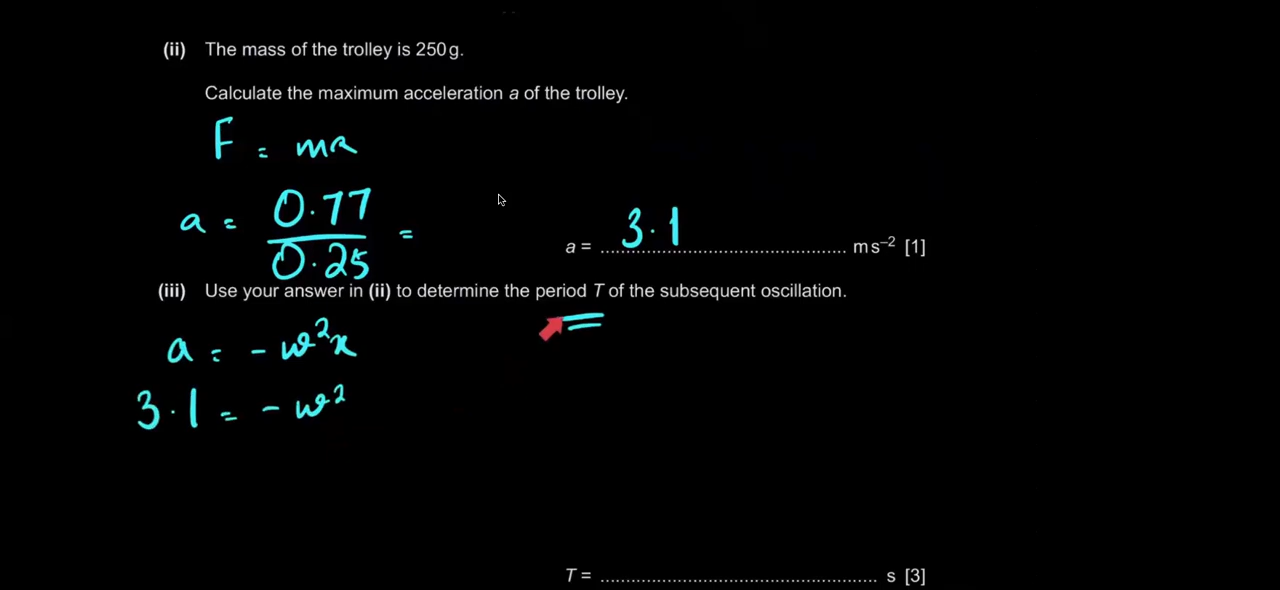 (ii) The mass of the trolley is 250 g.
Calculate the maximum acceleration a of the trolley.
F = ma
a = 0.77 / 0.25 =
a = 3.1 ms⁻² [1]
(iii) Use your answer in (ii) to determine the period T of the subsequent oscillation.
a = - ω²x
3.1 = - ω²
T = s [3]